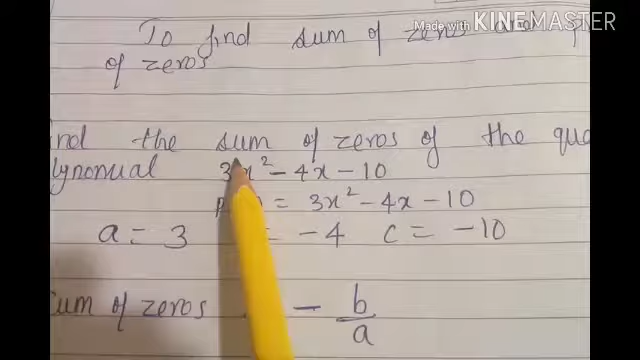 Made with KINEMASTER
To find sum of zeros and
of zeros
the sum of zeros of the
3x² - 4x - 10
= 3x² - 4x - 10
a = 3 = -4 c = -10
of zeros - b/a